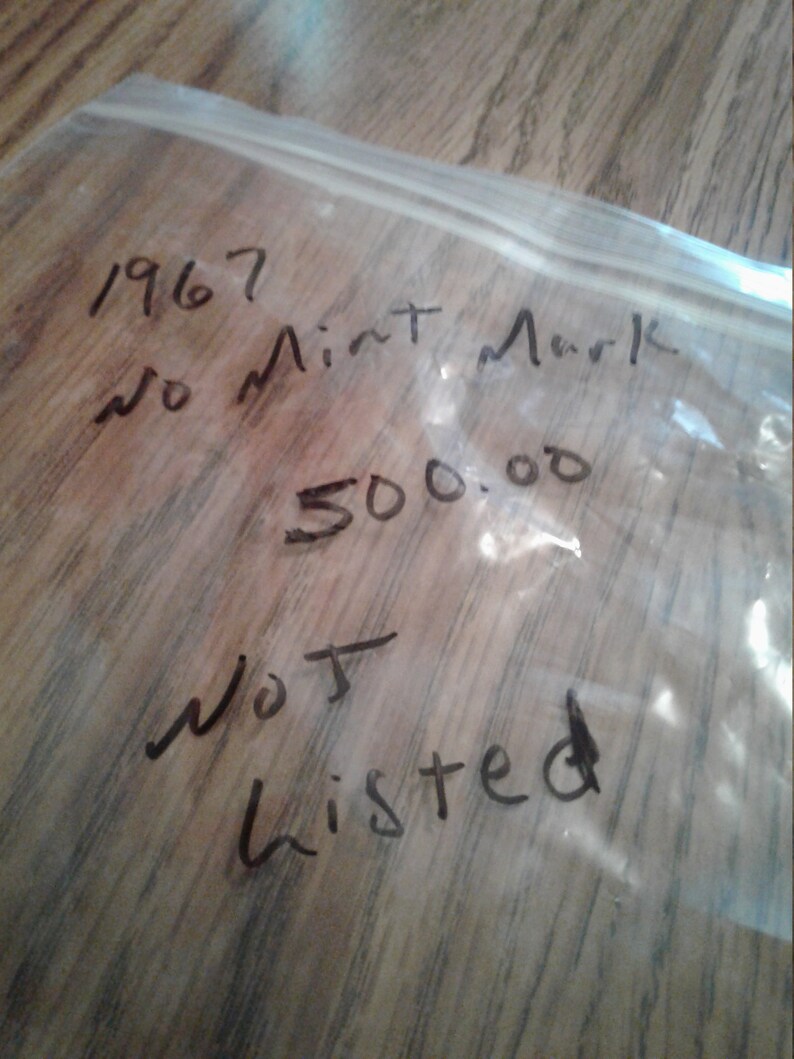 1967
No Mint Mark
500.00
Not
Listed